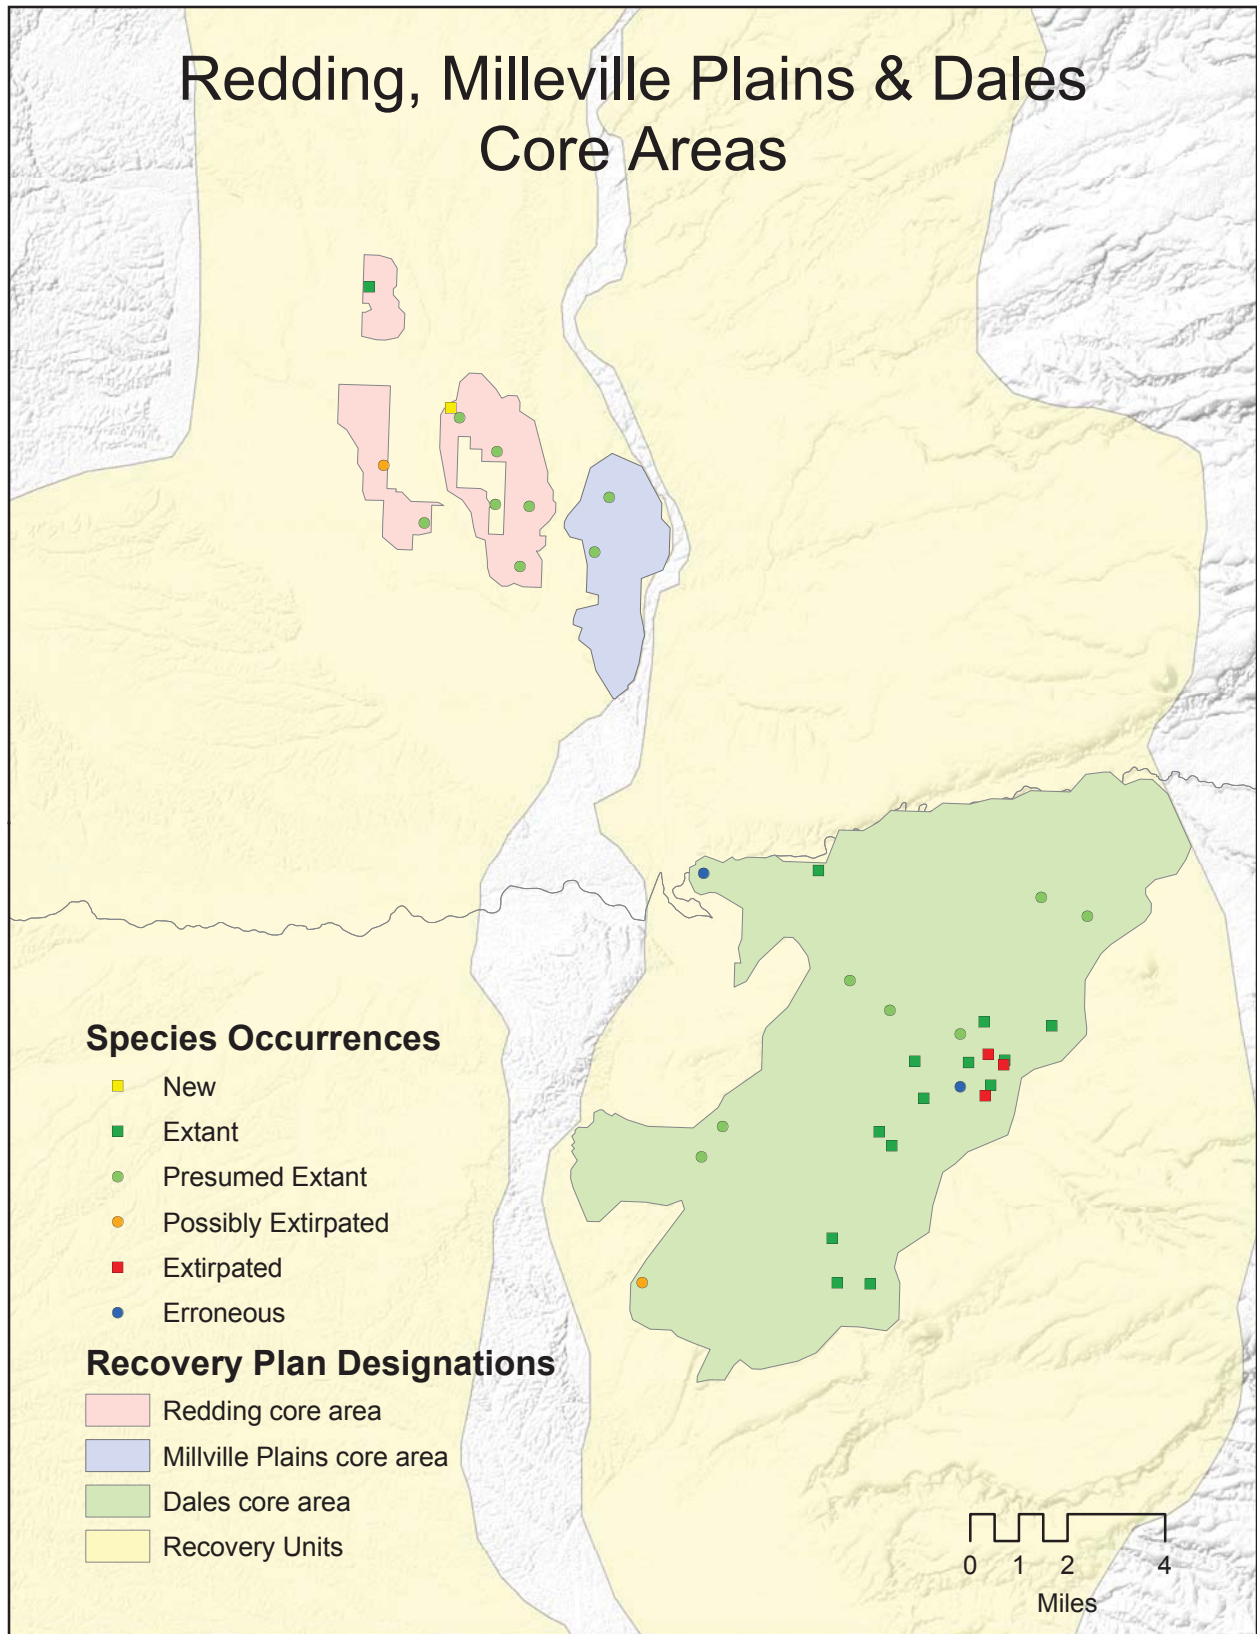 Redding, Milleville Plains & Dales
Core Areas
Species Occurrences
New
Extant
Presumed Extant
Possibly Extirpated
Extirpated
Erroneous
Recovery Plan Designations
Redding core area
Millville Plains core area
Dales core area
Recovery Units
0 1 2 4
Miles